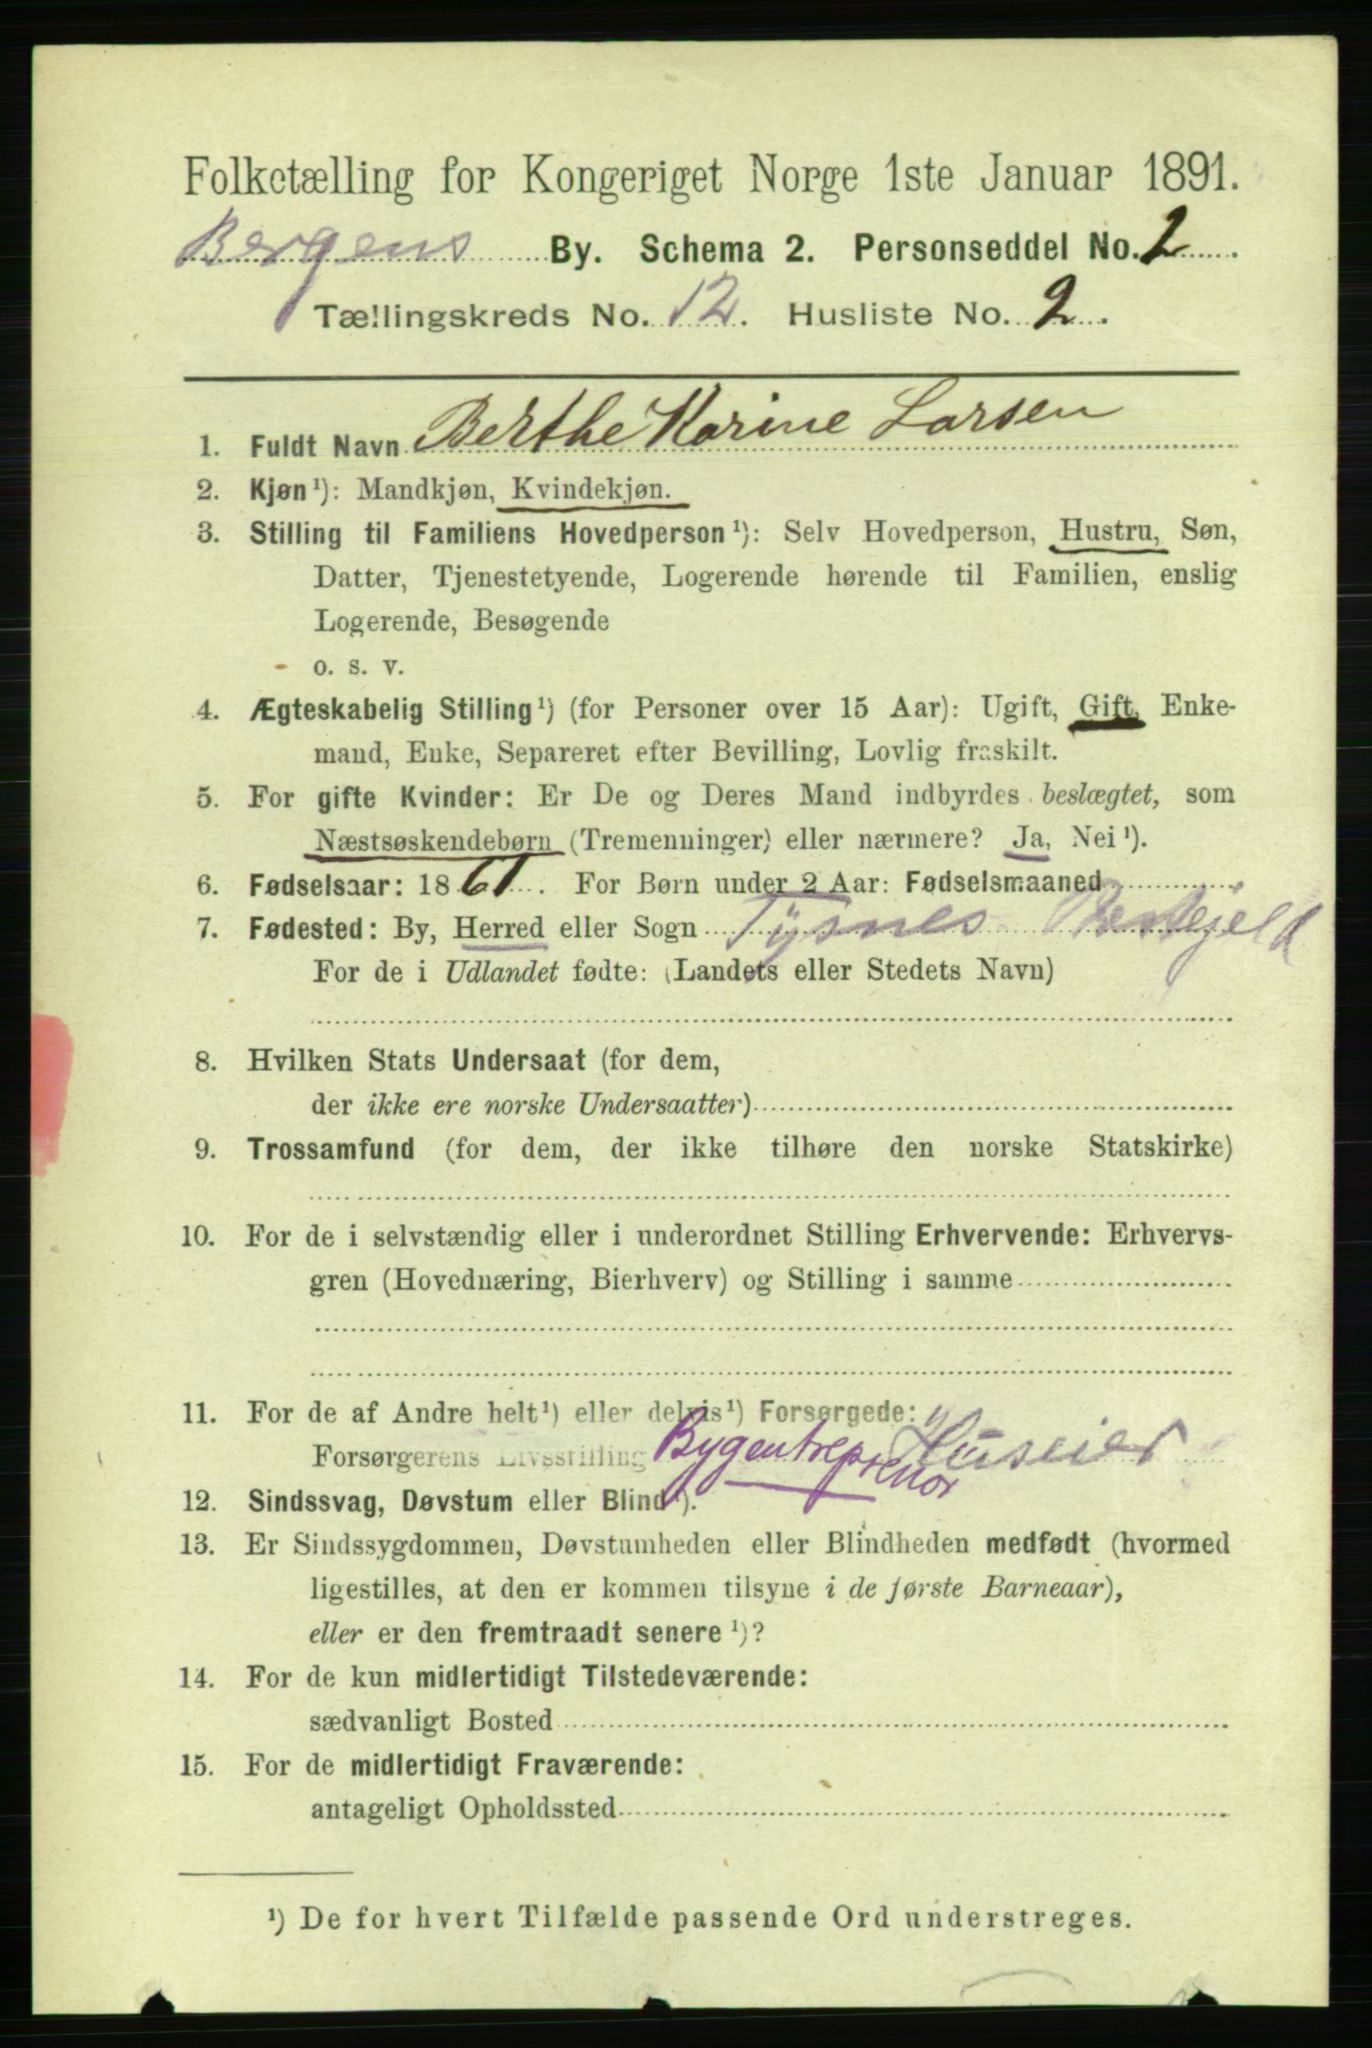 Folketælling for Kongeriget Norge 1ste Januar 1891.
Bergens By. Schema 2. Personseddel No. 2
Tællingskreds No. 12. Husliste No. 2.
1. Fuldt Navn Berthe Karine Larsen
2. Kjøn¹): Mandkjøn, Kvindekjøn.
3. Stilling til Familiens Hovedperson¹): Selv Hovedperson, Hustru, Søn,
Datter, Tjenestetyende, Logerende hørende til Familien, enslig
Logerende, Besøgende
o. s. v.
4. Ægteskabelig Stilling¹) (for Personer over 15 Aar): Ugift, Gift, Enke-
mand, Enke, Separeret efter Bevilling, Lovlig fraskilt.
5. For gifte Kvinder: Er De og Deres Mand indbyrdes beslægtet, som
Næstsøskendebørn (Tremenninger) eller nærmere? Ja, Nei¹).
6. Fødselsaar: 1861. For Børn under 2 Aar: Fødselsmaaned
7. Fødested: By, Herred eller Sogn Tysnes Prestejeld
For de i Udlandet fødte: (Landets eller Stedets Navn)
8. Hvilken Stats Undersaat (for dem,
der ikke ere norske Undersaatter)
9. Trossamfund (for dem, der ikke tilhøre den norske Statskirke)
10. For de i selvstændig eller i underordnet Stilling Erhvervende: Erhvervs-
gren (Hovednæring, Bierhverv) og Stilling i samme
11. For de af Andre helt¹) eller delvis¹) Forsørgede:
Forsørgerens Livsstilling Bygentreprenør Huseier
12. Sindssvag, Døvstum eller Blind¹).
13. Er Sindssygdommen, Døvstumheden eller Blindheden medfødt (hvormed
ligestilles, at den er kommen tilsyne i de første Barneaar),
eller er den fremtraadt senere¹)?
14. For de kun midlertidigt Tilstedeværende:
sædvanligt Bosted
15. For de midlertidigt Fraværende:
antageligt Opholdssted
¹) De for hvert Tilfælde passende Ord understreges.